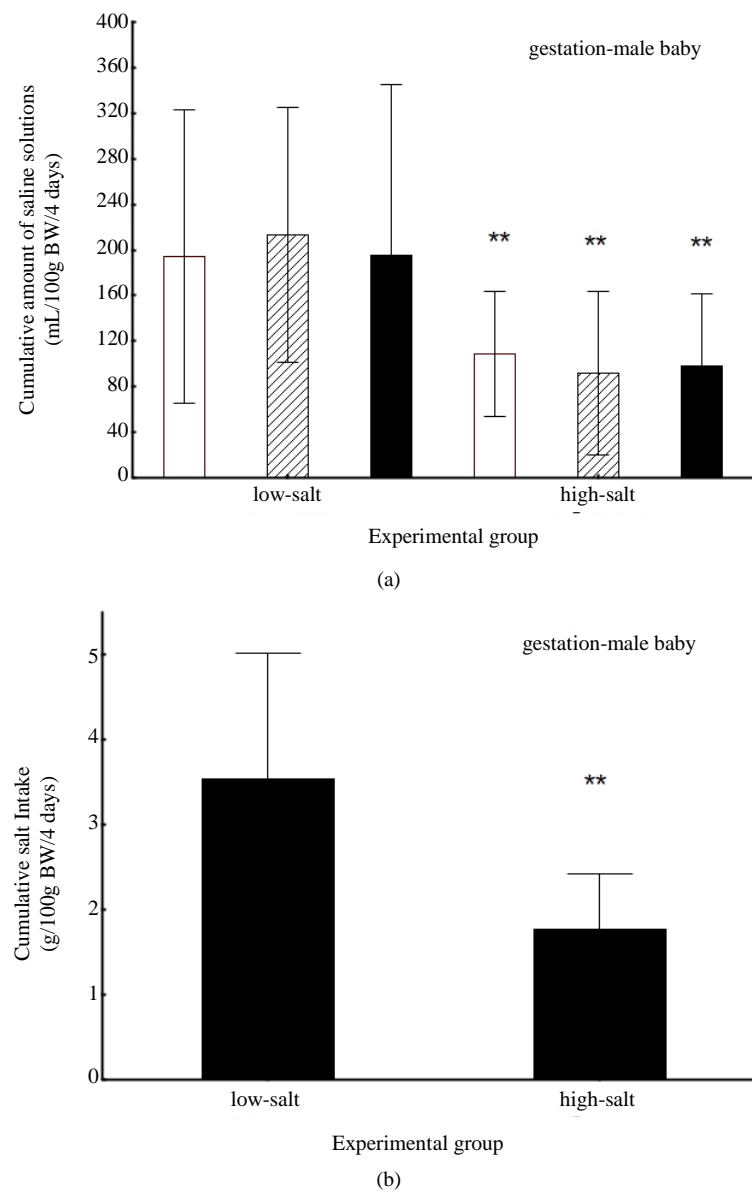 400
gestation-male baby
360
320
280
240
200
160
120
80
40
0
Cumulative amount of saline solutions
(mL/100g BW/4 days)
**
**
**
low-salt
high-salt
Experimental group
(a)
gestation-male baby
5
4
3
2
1
0
Cumulative salt Intake
(g/100g BW/4 days)
**
low-salt
high-salt
Experimental group
(b)